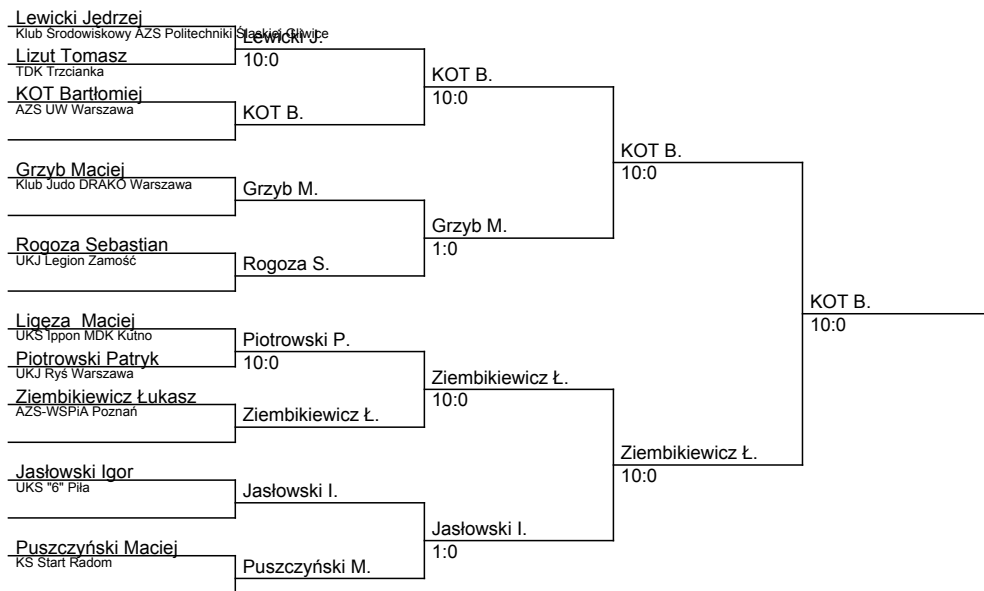 Lewicki Jędrzej
Klub Środowiskowy AZS Politechniki Śląskiej Gliwice
Lizut Tomasz
TDK Trzcianka
KOT Bartłomiej
AZS UW Warszawa
Grzyb Maciej
Klub Judo DRAKO Warszawa
Rogoza Sebastian
UKJ Legion Zamość
Ligęza  Maciej
UKS Ippon MDK Kutno
Piotrowski Patryk
UKJ Ryś Warszawa
Ziembikiewicz Łukasz
AZS-WSPiA Poznań
Jasłowski Igor
UKS "6" Piła
Puszczyński Maciej
KS Start Radom
Lewicki J.
10:0
KOT B.
Grzyb M.
Rogoza S.
Piotrowski P.
10:0
Ziembikiewicz Ł.
Jasłowski I.
Puszczyński M.
KOT B.
10:0
Grzyb M.
1:0
Ziembikiewicz Ł.
10:0
Jasłowski I.
1:0
KOT B.
10:0
Ziembikiewicz Ł.
10:0
KOT B.
10:0